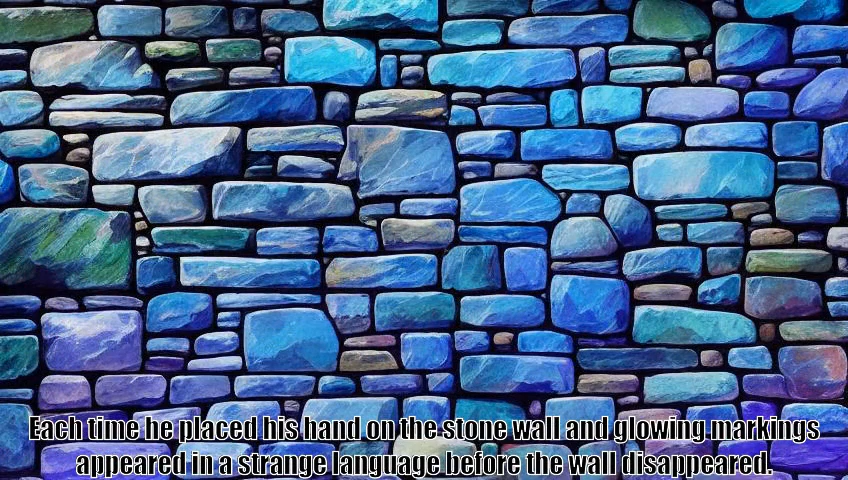 Each time he placed his hand on the stone wall and glowing markings
appeared in a strange language before the wall disappeared.